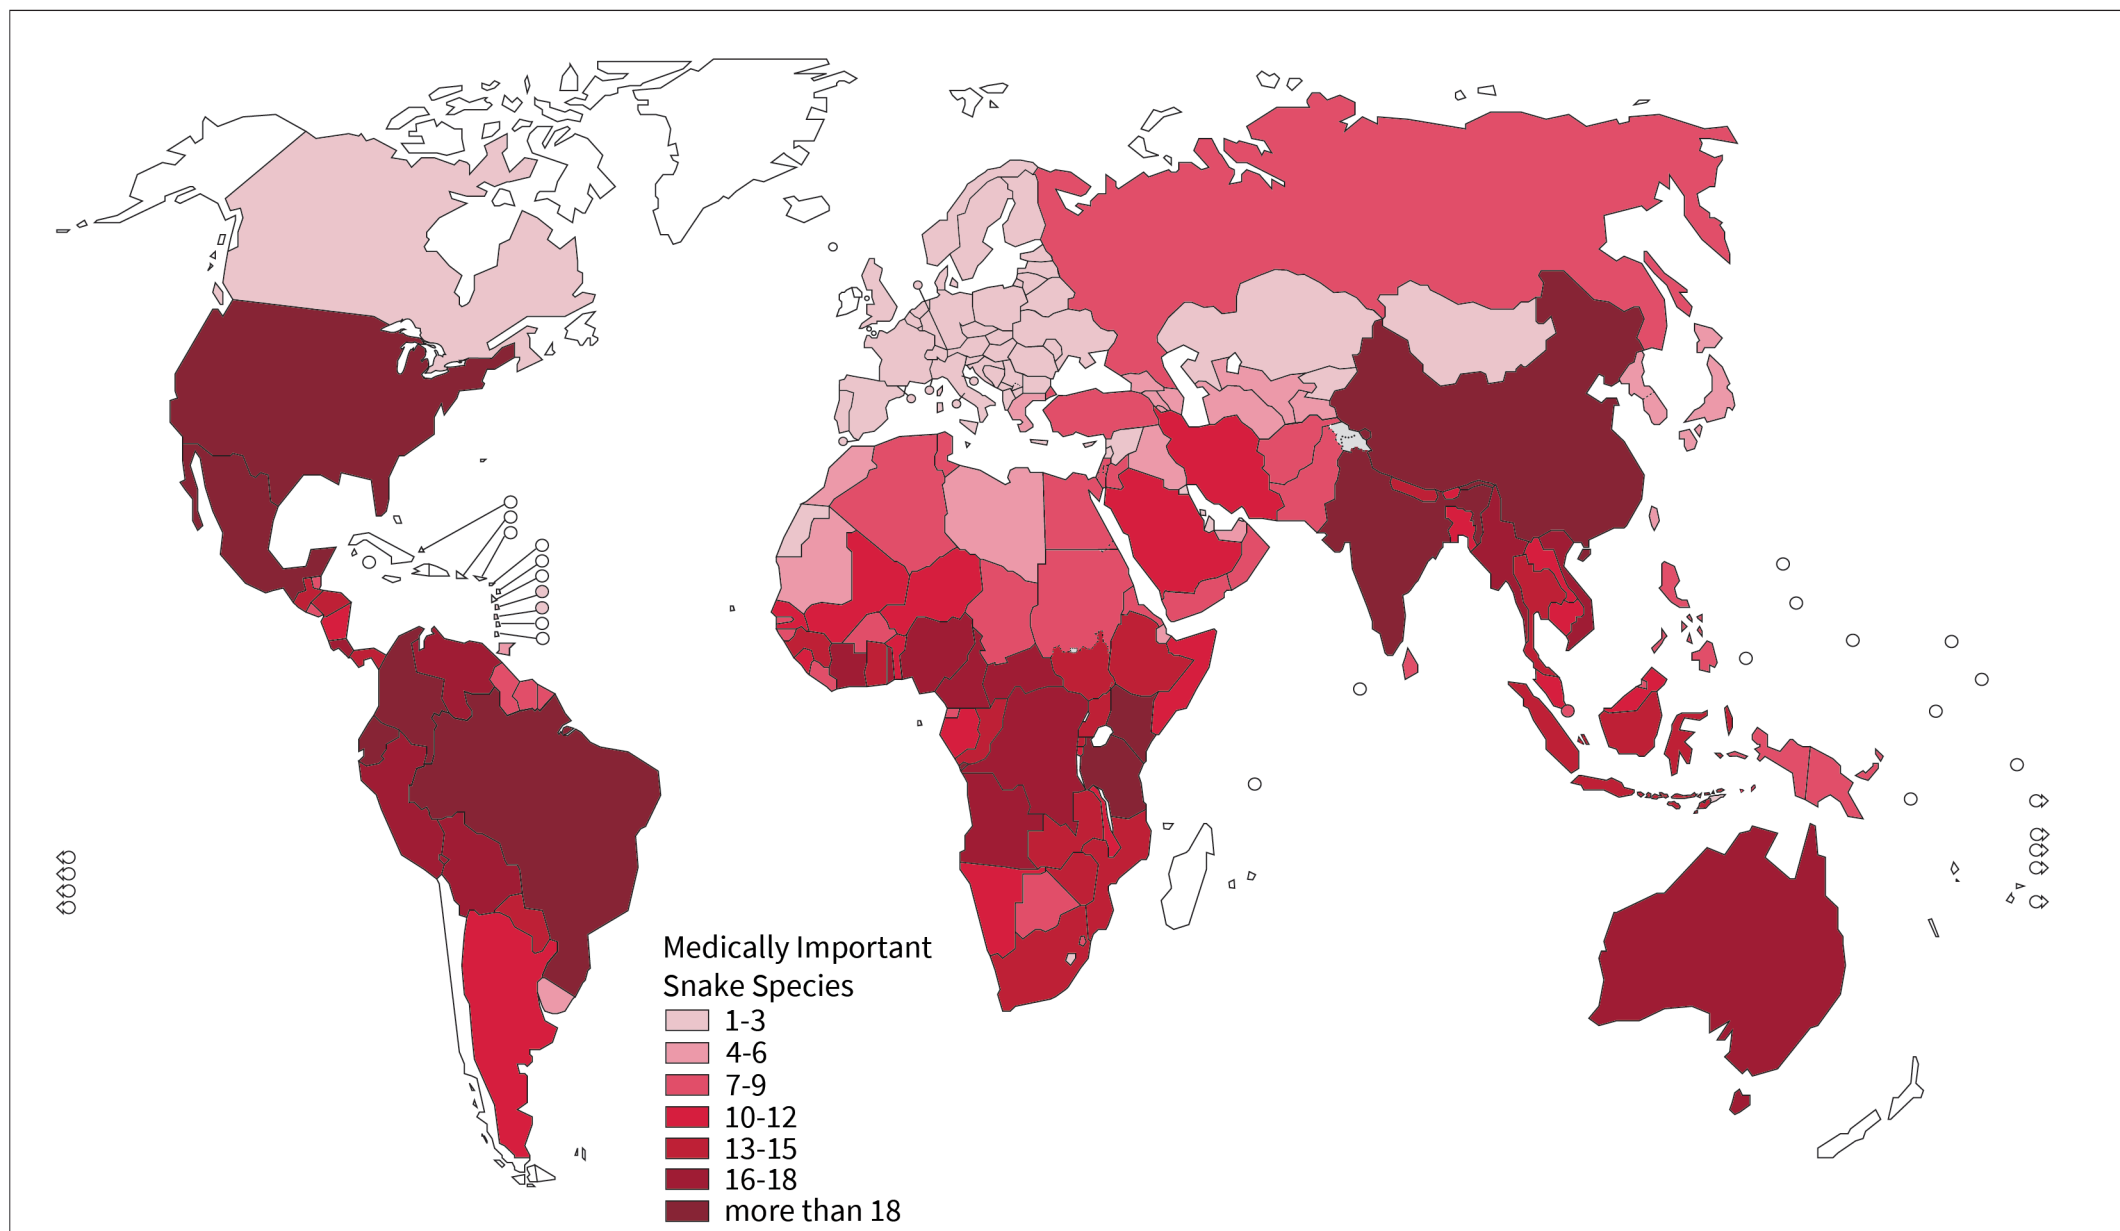 Medically Important
Snake Species
1-3
4-6
7-9
10-12
13-15
16-18
more than 18